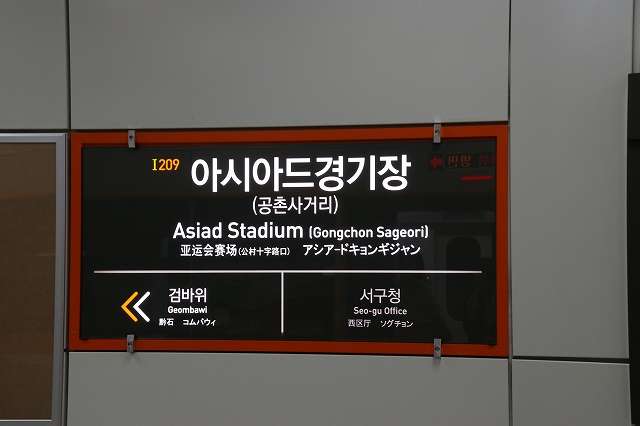 I209 아시아드경기장
(공촌사거리)
Asiad Stadium (Gongchon Sageori)
亚运会赛场(公村十字路口) アシアードキョンギジャン
검바위
Geombawi
黔石 コムバウィ
서구청
Seo-gu Office
西区厅 ソグチョン